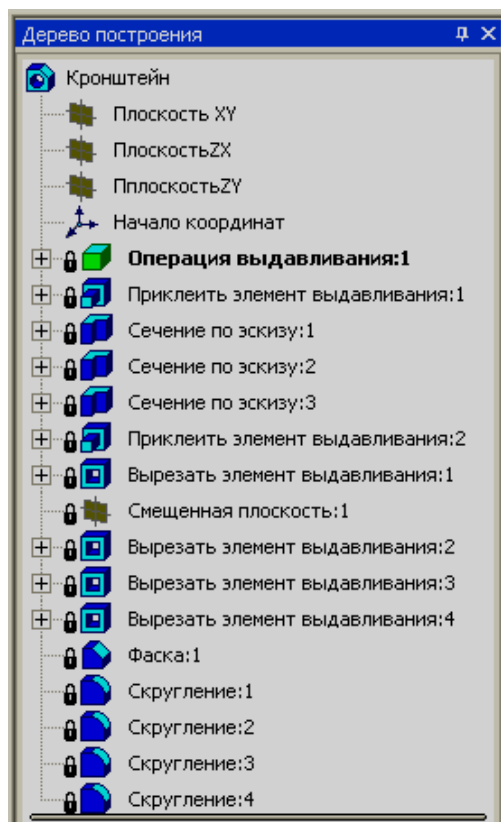 Дерево построения
Кронштейн
Плоскость XY
ПлоскостьZX
ПплоскостьZY
Начало координат
Операция выдавливания:1
Приклеить элемент выдавливания:1
Сечение по эскизу:1
Сечение по эскизу:2
Сечение по эскизу:3
Приклеить элемент выдавливания:2
Вырезать элемент выдавливания:1
Смещенная плоскость:1
Вырезать элемент выдавливания:2
Вырезать элемент выдавливания:3
Вырезать элемент выдавливания:4
Фаска:1
Скругление:1
Скругление:2
Скругление:3
Скругление:4